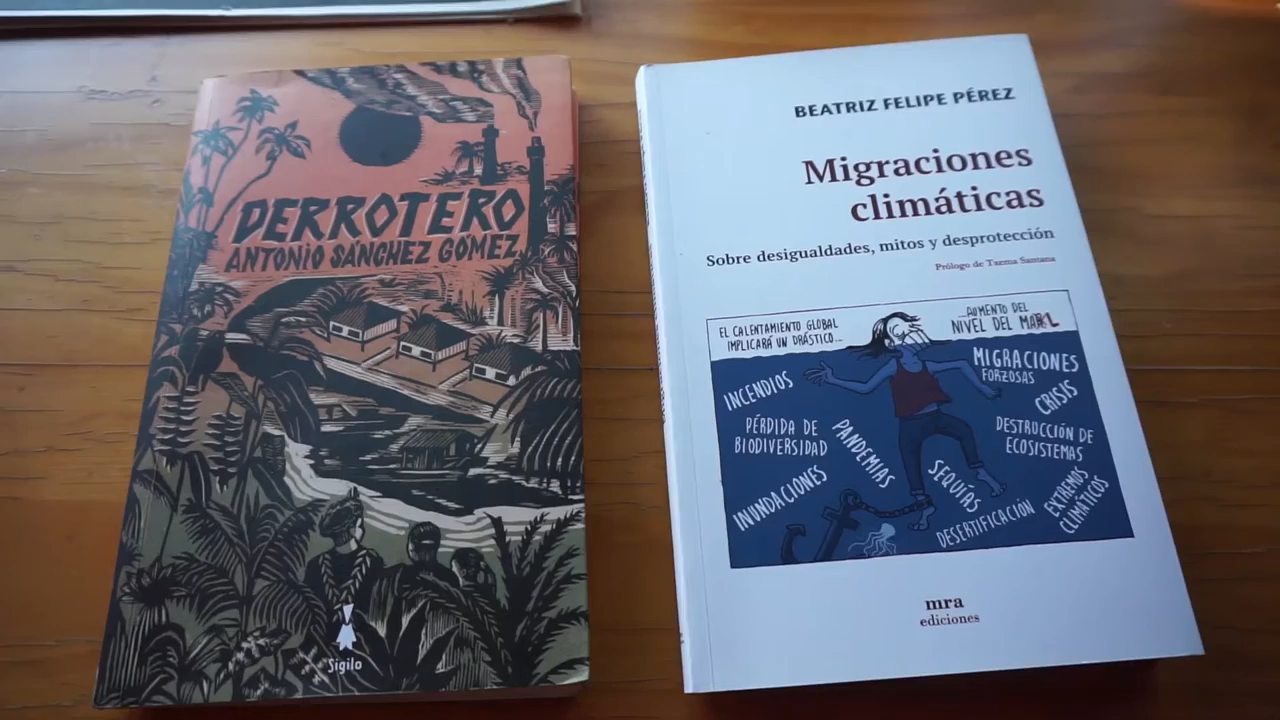 DERROTERO
ANTONIO SÁNCHEZ GÓMEZ
Sigilo
BEATRIZ FELIPE PÉREZ
Migraciones
climáticas
Sobre desigualdades, mitos y desprotección
Prólogo de Tasma Santana
EL CALENTAMIENTO GLOBAL
IMPLICARÁ UN DRÁSTICO...
...AUMENTO DEL
NIVEL DEL MAL
INCENDIOS
MIGRACIONES
FORZOSAS
CRISIS
PÉRDIDA DE
BIODIVERSIDAD
PANDEMIAS
DESTRUCCIÓN DE
ECOSISTEMAS
INUNDACIONES
SEQUÍAS
DESERTIFICACIÓN
EXTREMOS
CLIMÁTICOS
mra
ediciones